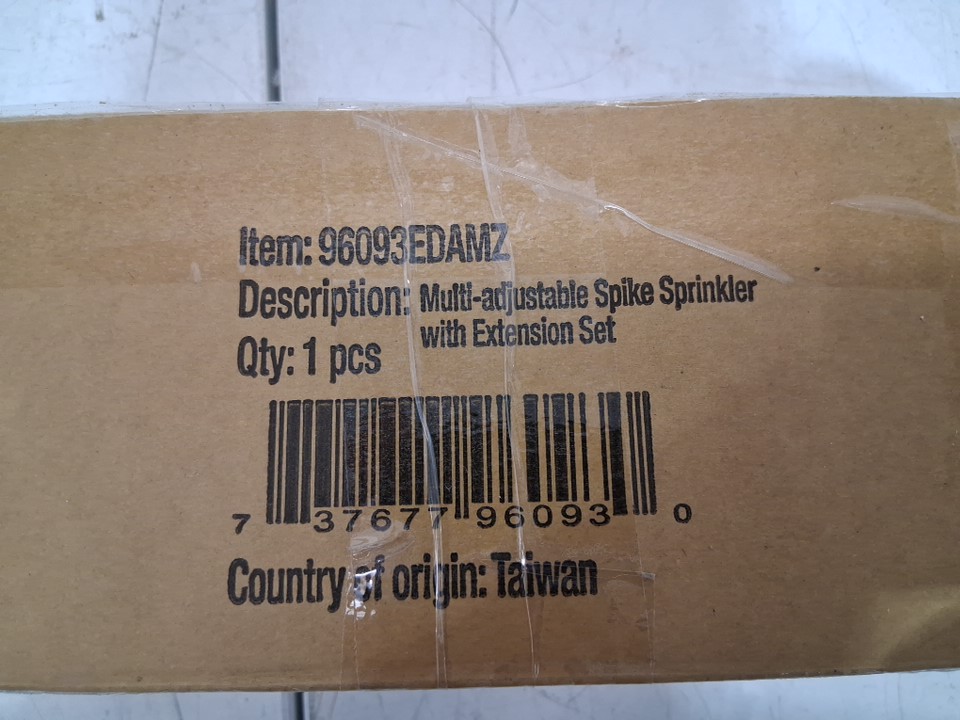 Item: 96093EDAMZ
Description: Multi-adjustable Spike Sprinkler
with Extension Set
Qty: 1 pcs
7 37677 96093 0
Country of origin: Taiwan